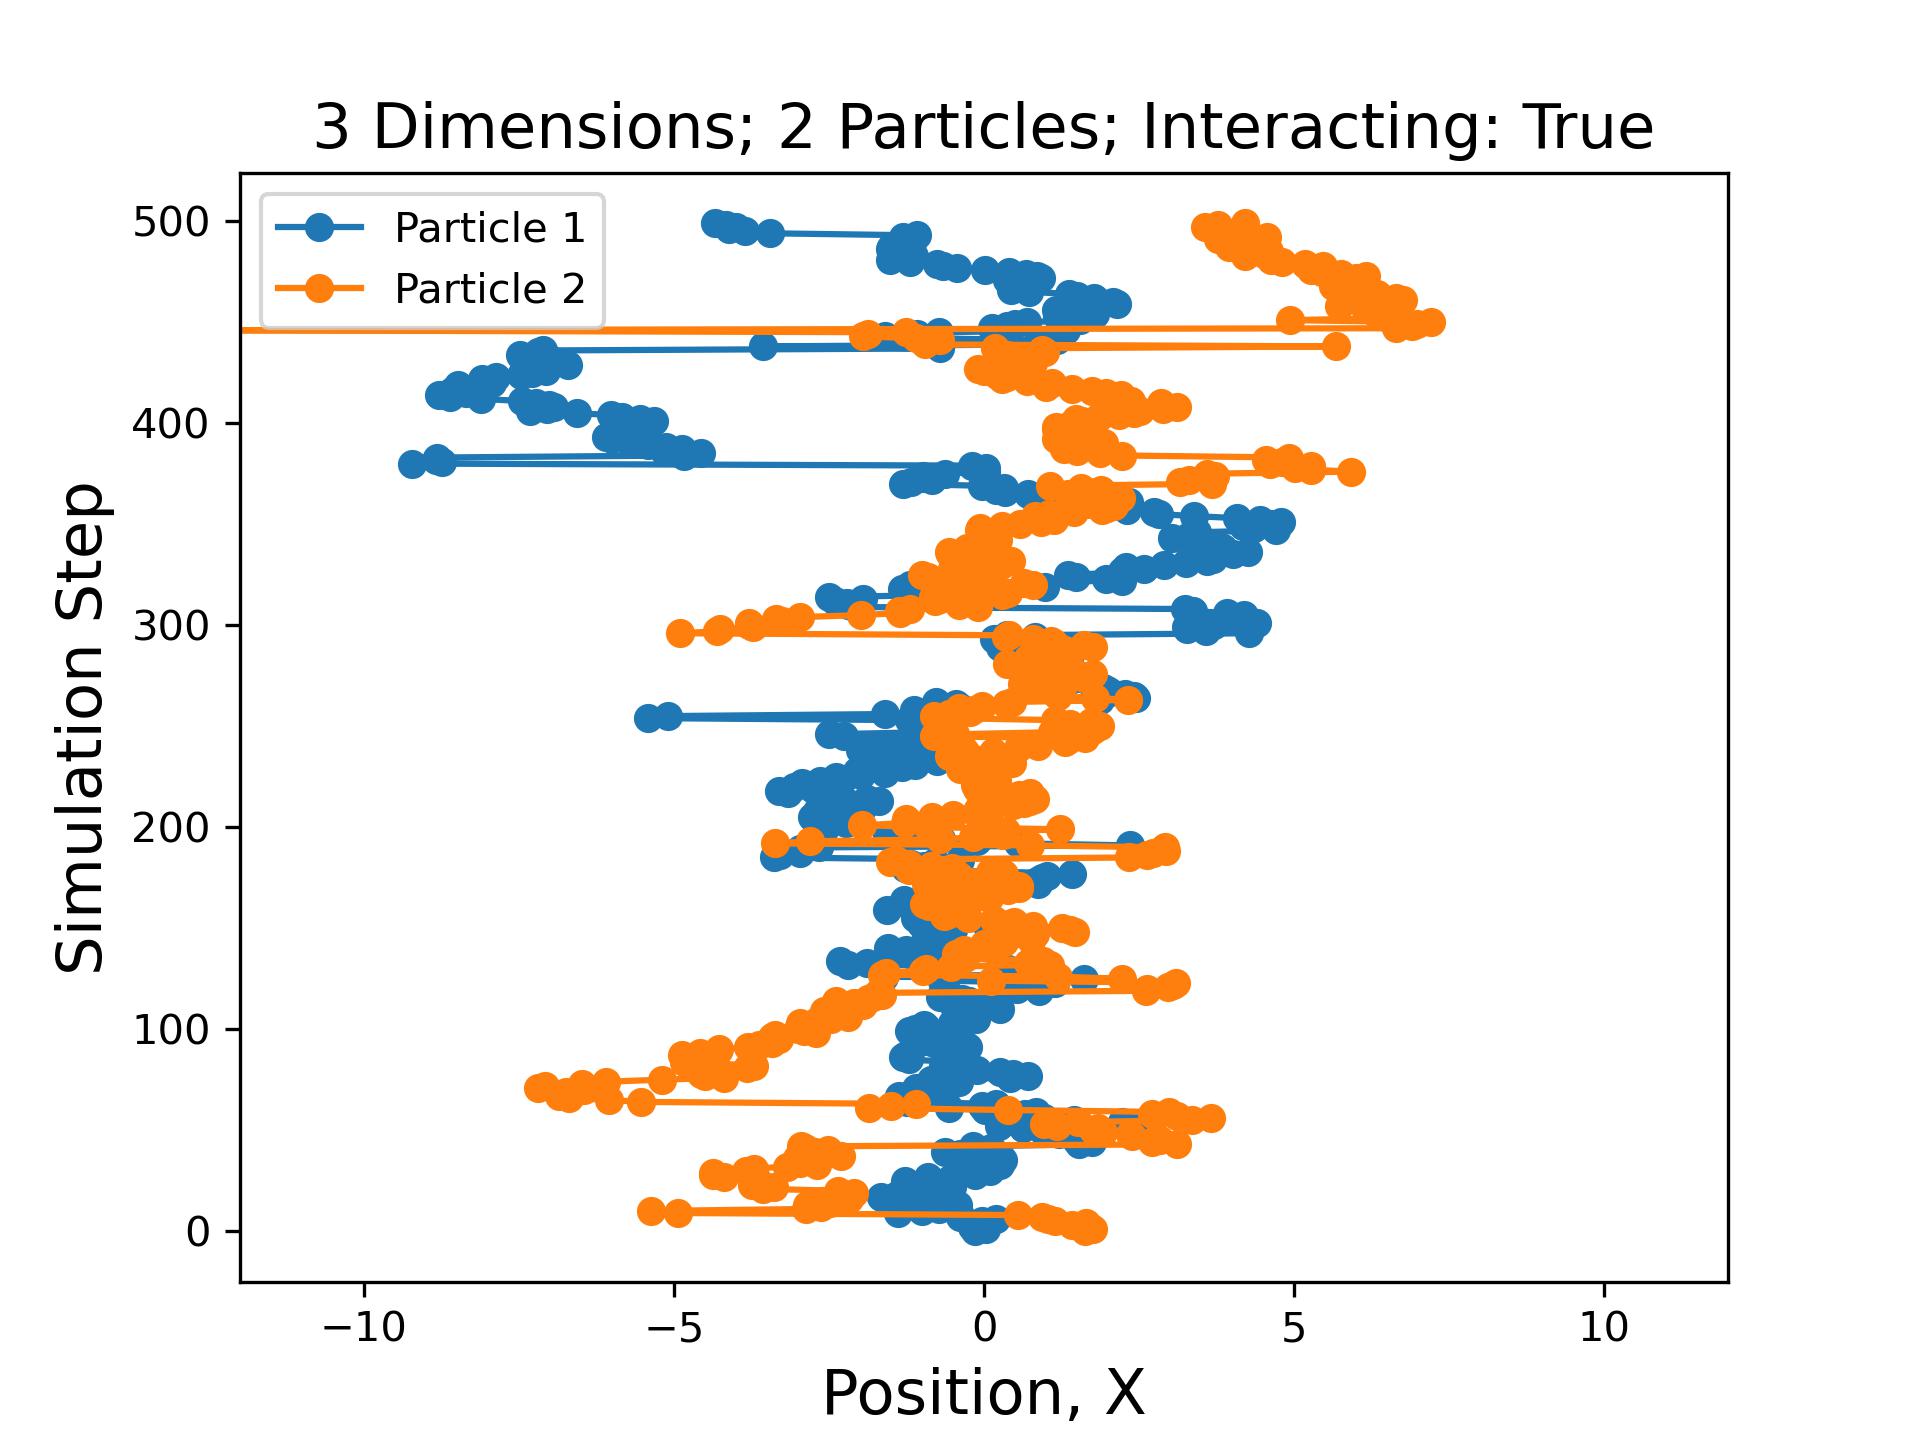 3 Dimensions; 2 Particles; Interacting: True
Particle 1
Particle 2
500
400
300
200
100
0
Simulation Step
−10
−5
0
5
10
Position, X